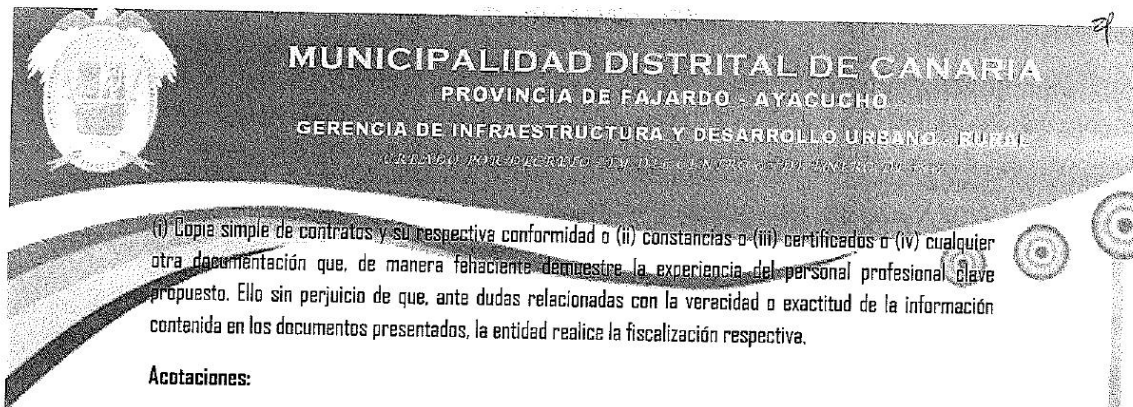 MUNICIPALIDAD DISTRITAL DE CANARIA
PROVINCIA DE FAJARDO - AYACUCHO
GERENCIA DE INFRAESTRUCTURA Y DESARROLLO URBANO - RURAL
CREADO POR DECRETO
(i) Copia simple de contratos y su respectiva conformidad o (ii) constancias o (iii) certificados o (iv) cualquier
otra documentación que, de manera fehaciente demuestre la experiencia del personal profesional clave
propuesto. Ello sin perjuicio de que, ante dudas relacionadas con la veracidad o exactitud de la información
contenida en los documentos presentados, la entidad realice la fiscalización respectiva.
Acotaciones: